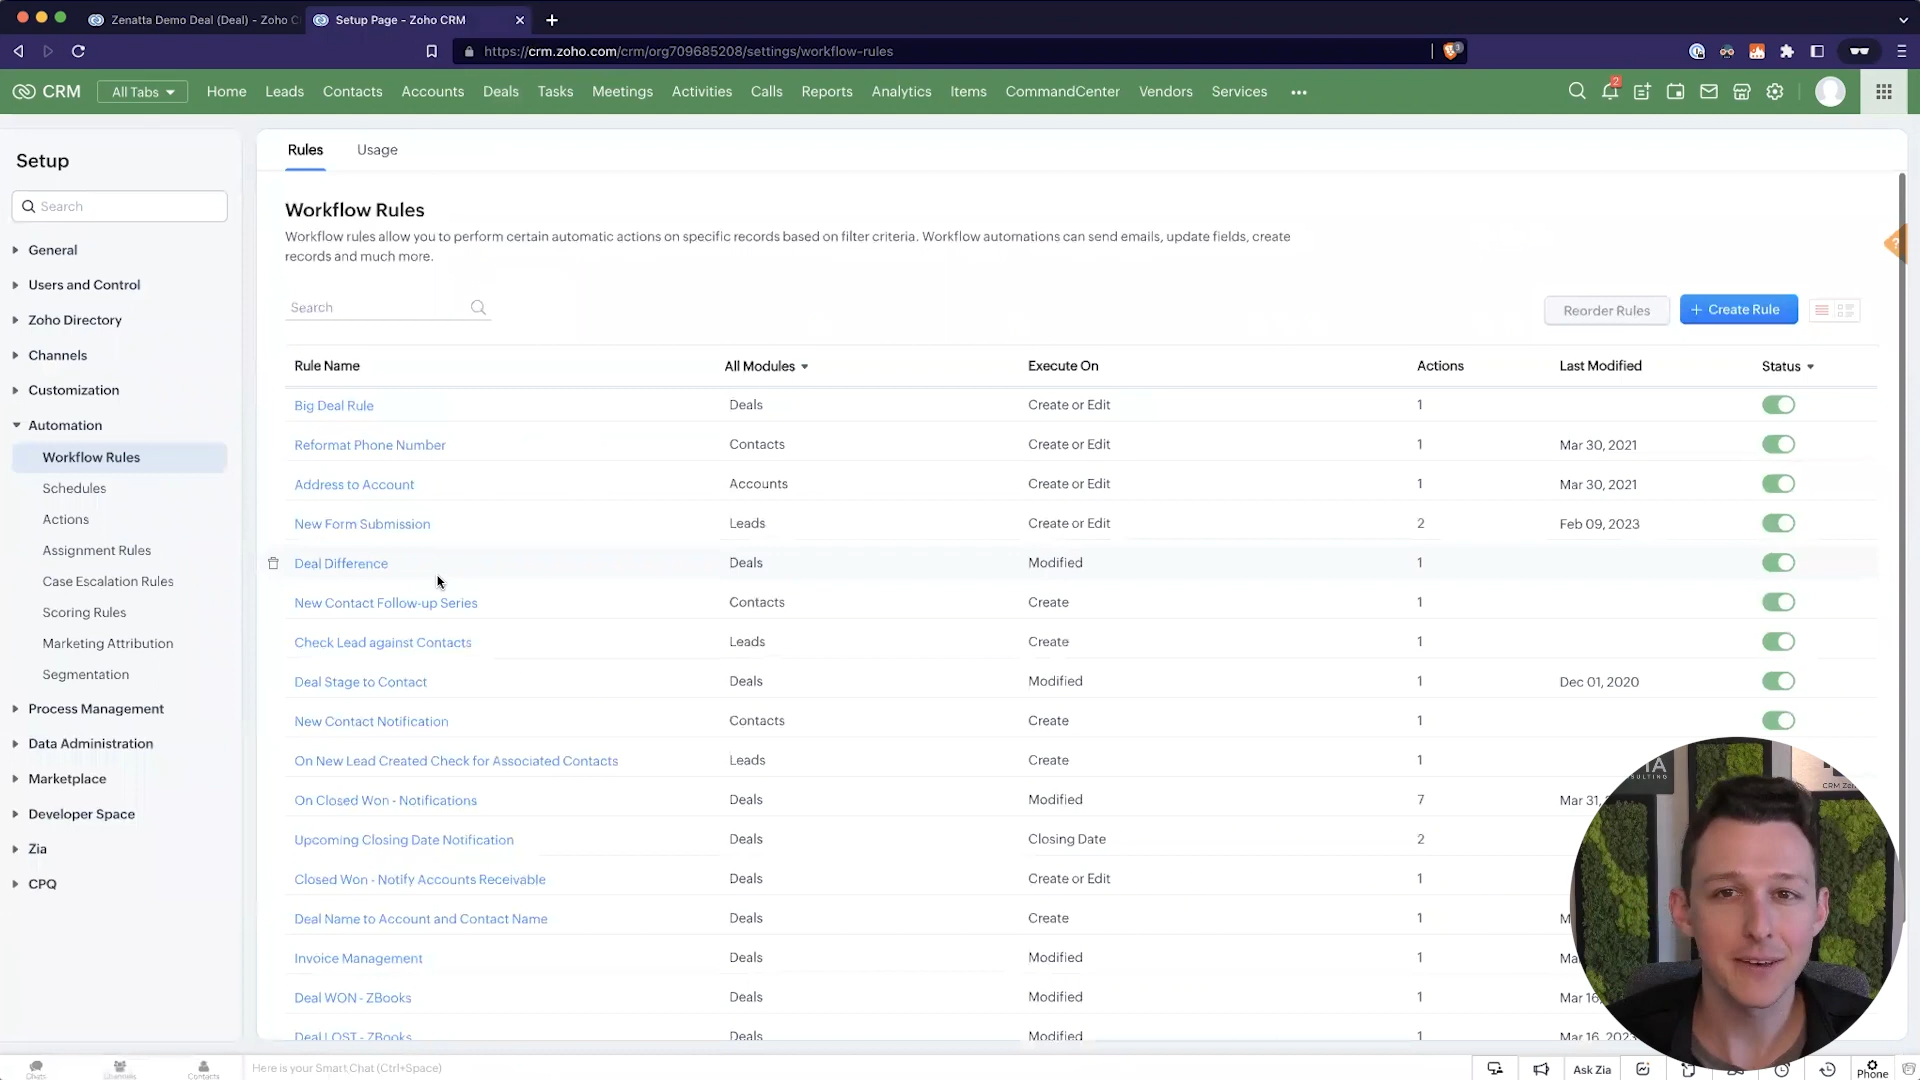 Zenatta Demo Deal (Deal) - Zoho C
Setup Page - Zoho CRM
https://crm.zoho.com/crm/org709685208/settings/workflow-rules
CRM
All Tabs
Home
Leads
Contacts
Accounts
Deals
Tasks
Meetings
Activities
Calls
Reports
Analytics
Items
CommandCenter
Vendors
Services
2
Setup
Search
General
Users and Control
Zoho Directory
Channels
Customization
Automation
Workflow Rules
Schedules
Actions
Assignment Rules
Case Escalation Rules
Scoring Rules
Marketing Attribution
Segmentation
Process Management
Data Administration
Marketplace
Developer Space
Zia
CPQ
Rules Usage
Workflow Rules
Workflow rules allow you to perform certain automatic actions on specific records based on filter criteria. Workflow automations can send emails, update fields, create
records and much more.
Search
Reorder Rules
+ Create Rule
Rule Name All Modules Execute On Actions Last Modified Status
Big Deal Rule Deals Create or Edit 1
Reformat Phone Number Contacts Create or Edit 1 Mar 30, 2021
Address to Account Accounts Create or Edit 1 Mar 30, 2021
New Form Submission Leads Create or Edit 2 Feb 09, 2023
Deal Difference Deals Modified 1
New Contact Follow-up Series Contacts Create 1
Check Lead against Contacts Leads Create 1
Deal Stage to Contact Deals Modified 1 Dec 01, 2020
New Contact Notification Contacts Create 1
On New Lead Created Check for Associated Contacts Leads Create 1
On Closed Won - Notifications Deals Modified 7 Mar 31,
Upcoming Closing Date Notification Deals Closing Date 2
Closed Won - Notify Accounts Receivable Deals Create or Edit 1
Deal Name to Account and Contact Name Deals Create 1 M
Invoice Management Deals Modified 1 Ma
Deal WON - ZBooks Deals Modified 1 Mar 16,
Deal LOST - ZBooks Deals Modified 1 Mar 16, 2023
Chats
Channels
Contacts
Here is your Smart Chat (Ctrl+Space)
Ask Zia
Phone